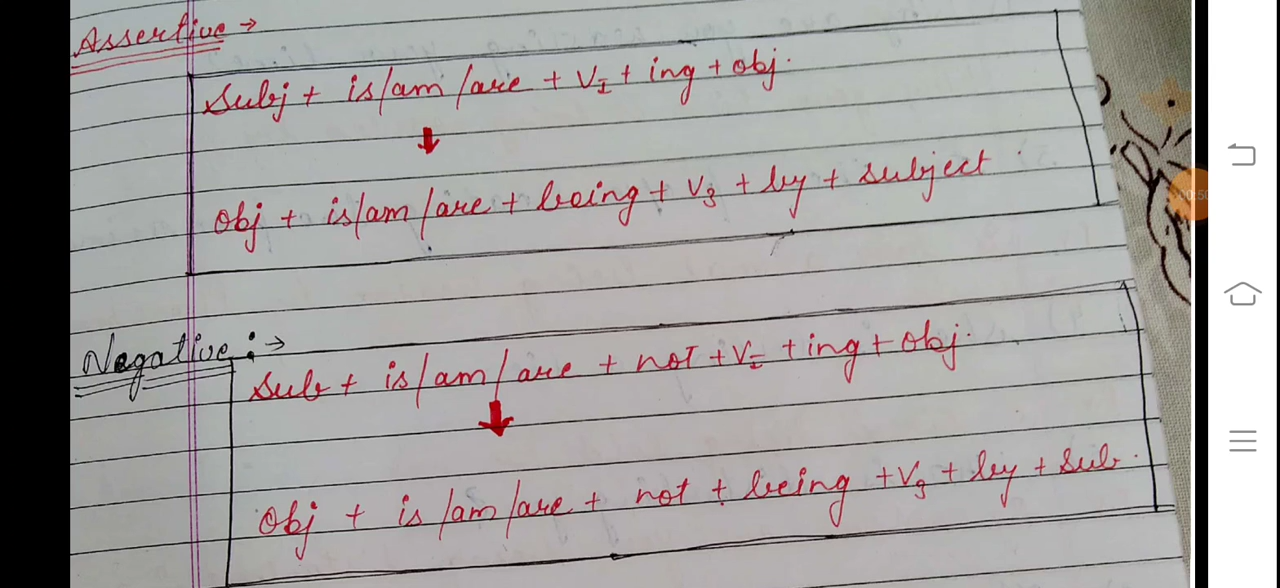 Assertive →
Subj + is/am/are + V1 + ing + obj.
↓
Obj + is/am/are + being + V3 + by + subject
Negative :→
Sub + is/am/are + not + V1 + ing + obj.
↓
Obj + is/am/are + not + being + V3 + by + Sub.